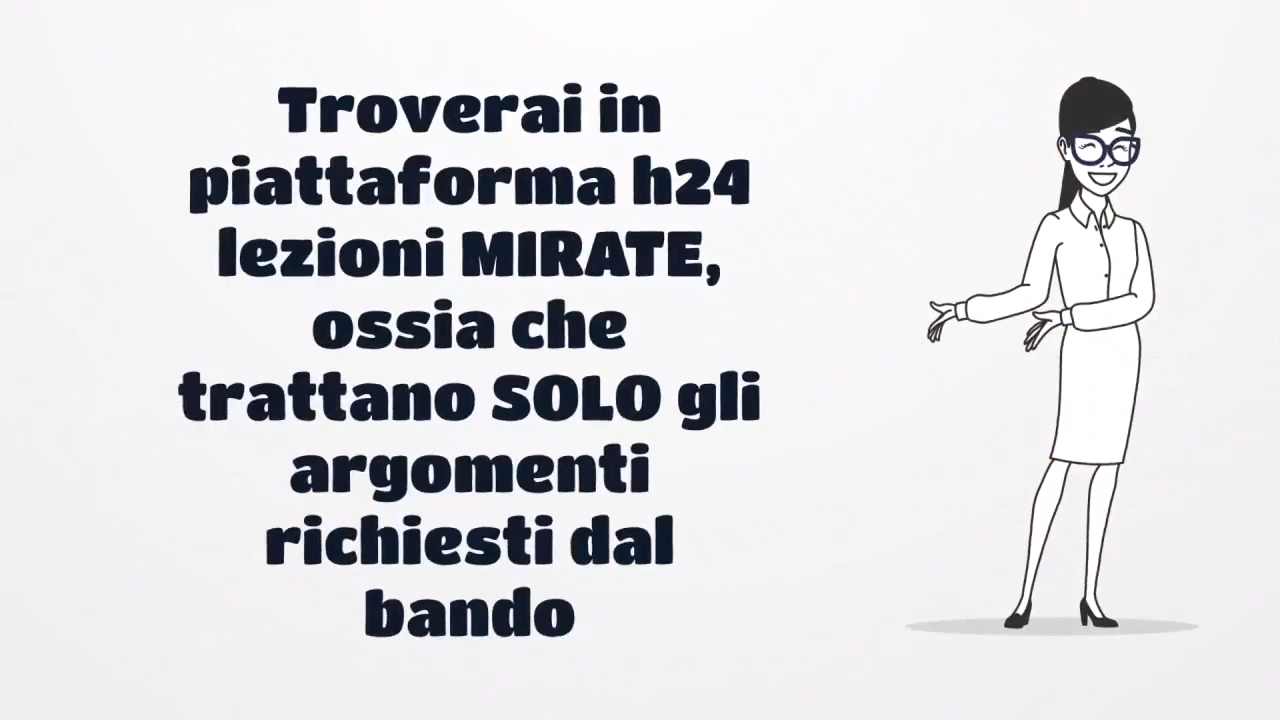 Troverai in
piattaforma h24
lezioni MIRATE,
ossia che
trattano SOLO gli
argomenti
richiesti dal
bando